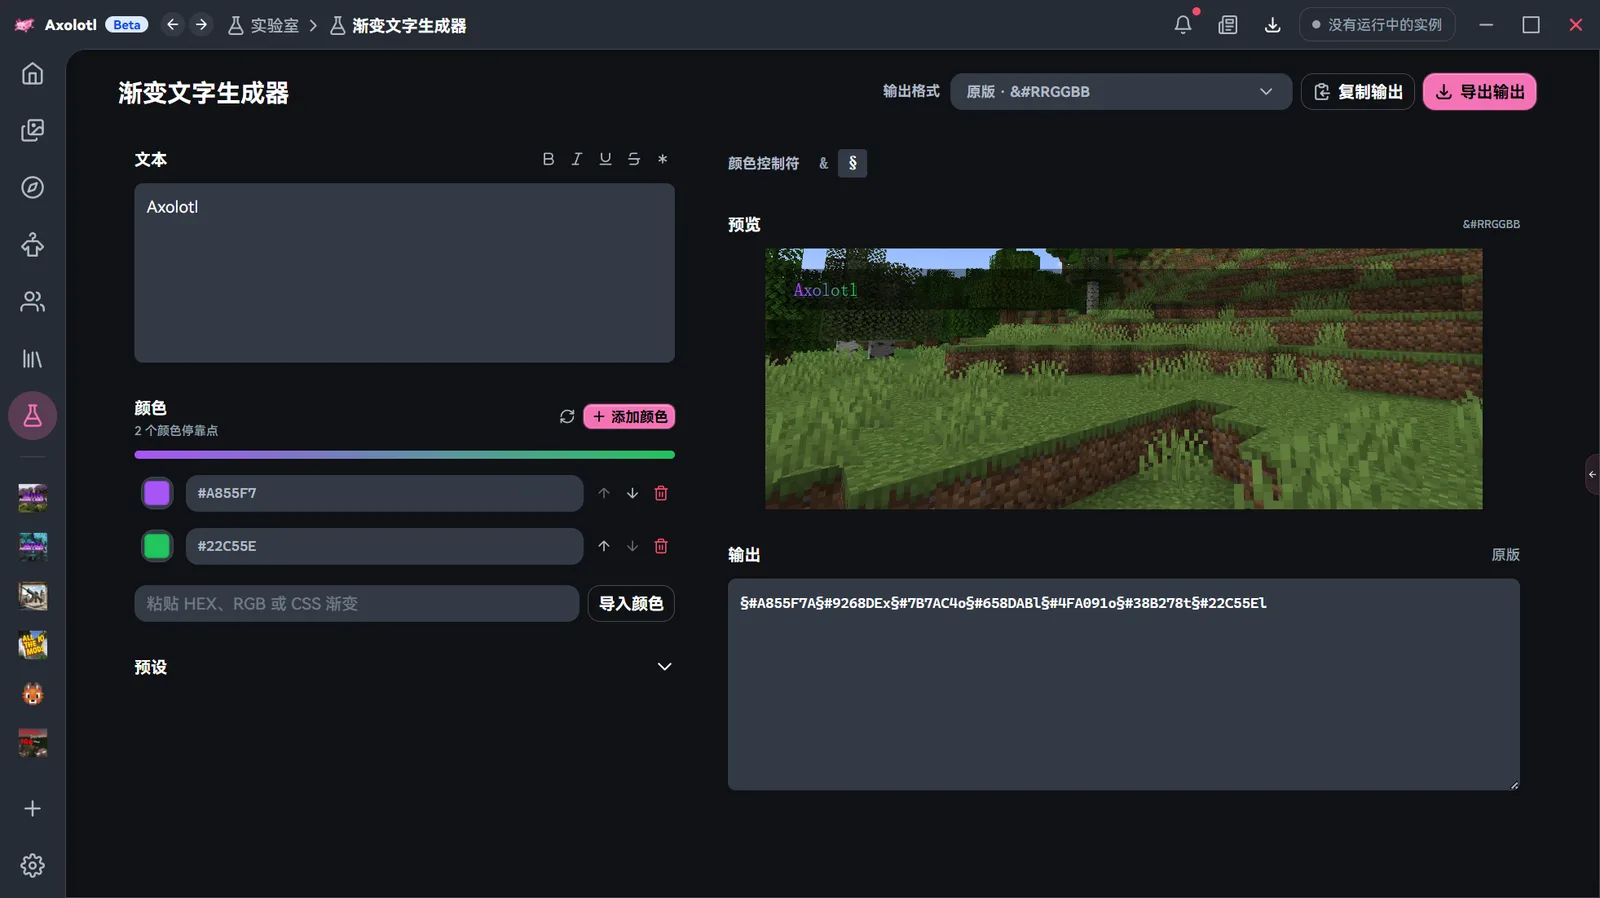 Axolotl Beta 实验室 渐变文字生成器 没有运行中的实例
渐变文字生成器 输出格式 原版 · &#RRGGBB 复制输出 导出输出
文本 B I U S *
Axolotl
颜色
2 个颜色停靠点
添加颜色
#A855F7
#22C55E
粘贴 HEX、RGB 或 CSS 渐变 导入颜色
预设
颜色控制符 & §
预览 &#RRGGBB
Axolotl
输出 原版
§#A855F7A§#9268DEx§#7B7AC4o§#658DABl§#4FA091o§#38B278t§#22C55El
ALL THE MODS